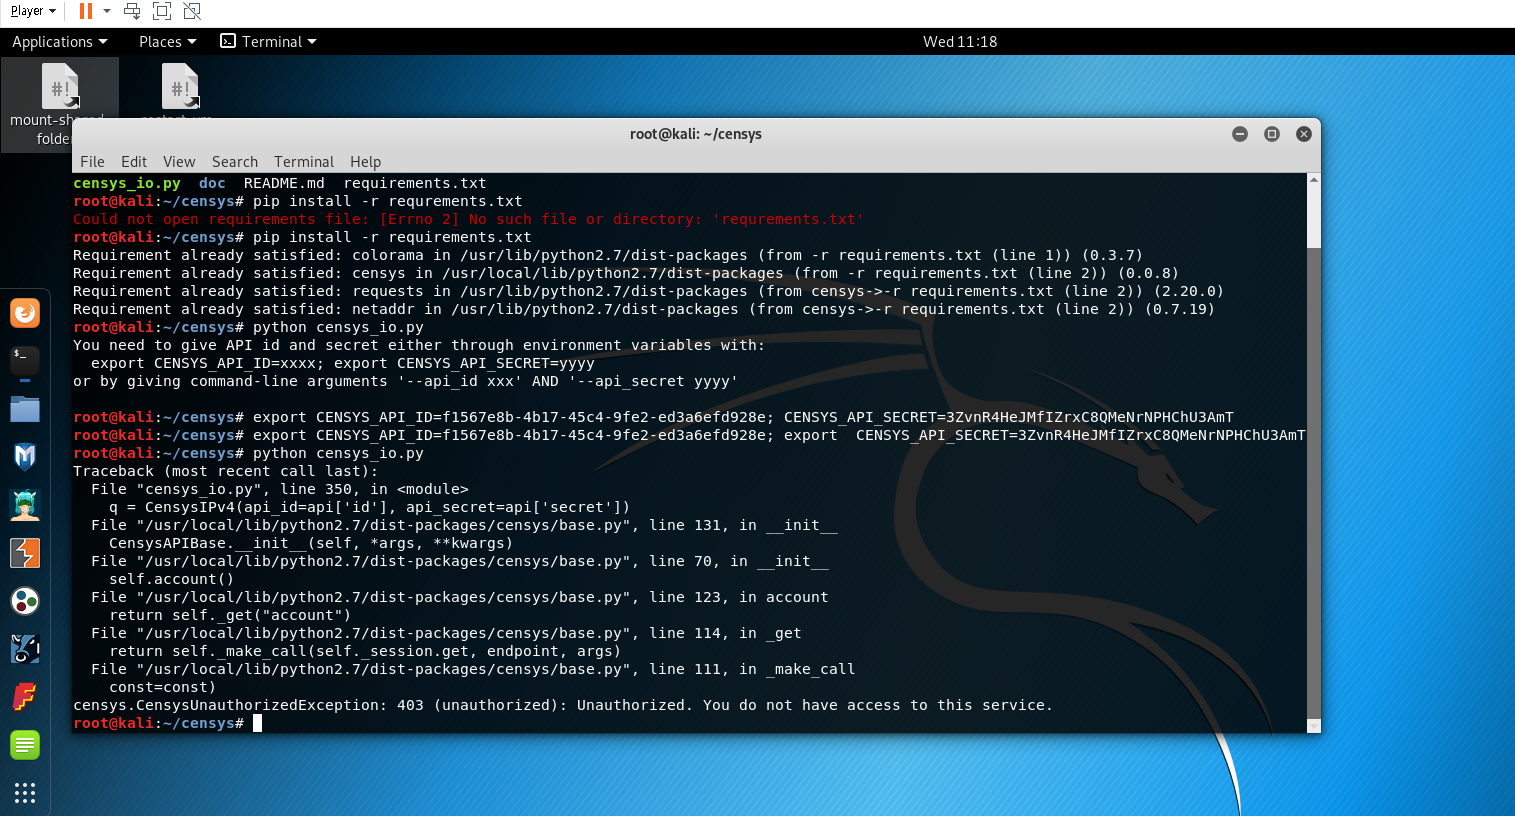 Player
Applications Places Terminal Wed 11:18
#! #!
mount-shared-
folder
root@kali: ~/censys
File Edit View Search Terminal Help
censys_io.py doc README.md requirements.txt
root@kali:~/censys# pip install -r requrements.txt
Could not open requirements file: [Errno 2] No such file or directory: 'requrements.txt'
root@kali:~/censys# pip install -r requirements.txt
Requirement already satisfied: colorama in /usr/lib/python2.7/dist-packages (from -r requirements.txt (line 1)) (0.3.7)
Requirement already satisfied: censys in /usr/local/lib/python2.7/dist-packages (from -r requirements.txt (line 2)) (0.0.8)
Requirement already satisfied: requests in /usr/lib/python2.7/dist-packages (from censys->-r requirements.txt (line 2)) (2.20.0)
Requirement already satisfied: netaddr in /usr/lib/python2.7/dist-packages (from censys->-r requirements.txt (line 2)) (0.7.19)
root@kali:~/censys# python censys_io.py
You need to give API id and secret either through environment variables with:
  export CENSYS_API_ID=xxxx; export CENSYS_API_SECRET=yyyy
or by giving command-line arguments '--api_id xxx' AND '--api_secret yyyy'
root@kali:~/censys# export CENSYS_API_ID=f1567e8b-4b17-45c4-9fe2-ed3a6efd928e; CENSYS_API_SECRET=3ZvnR4HeJMfIZrxC8QMeNrNPHChU3AmT
root@kali:~/censys# export CENSYS_API_ID=f1567e8b-4b17-45c4-9fe2-ed3a6efd928e; export  CENSYS_API_SECRET=3ZvnR4HeJMfIZrxC8QMeNrNPHChU3AmT
root@kali:~/censys# python censys_io.py
Traceback (most recent call last):
  File "censys_io.py", line 350, in <module>
    q = CensysIPv4(api_id=api['id'], api_secret=api['secret'])
  File "/usr/local/lib/python2.7/dist-packages/censys/base.py", line 131, in __init__
    CensysAPIBase.__init__(self, *args, **kwargs)
  File "/usr/local/lib/python2.7/dist-packages/censys/base.py", line 70, in __init__
    self.account()
  File "/usr/local/lib/python2.7/dist-packages/censys/base.py", line 123, in account
    return self._get("account")
  File "/usr/local/lib/python2.7/dist-packages/censys/base.py", line 114, in _get
    return self._make_call(self._session.get, endpoint, args)
  File "/usr/local/lib/python2.7/dist-packages/censys/base.py", line 111, in _make_call
    const=const)
censys.CensysUnauthorizedException: 403 (unauthorized): Unauthorized. You do not have access to this service.
root@kali:~/censys#